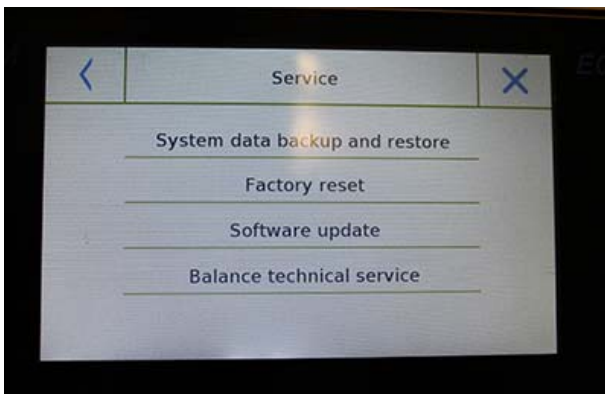 Service
System data backup and restore
Factory reset
Software update
Balance technical service